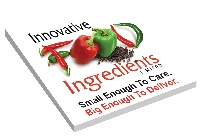 Innovative
Ingredients
Small Enough To Care.
Big Enough To Deliver.